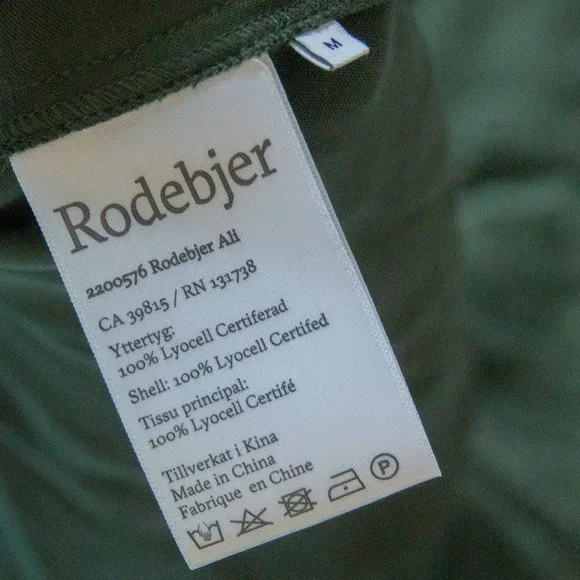 M
Rodebjer
2200576 Rodebjer Ali
CA 39815 / RN 131738
Yttertyg:
100% Lyocell Certifierad
Shell: 100% Lyocell Certifed
Tissu principal:
100% Lyocell Certifé
Tillverkat i Kina
Made in China
Fabrique en Chine
P